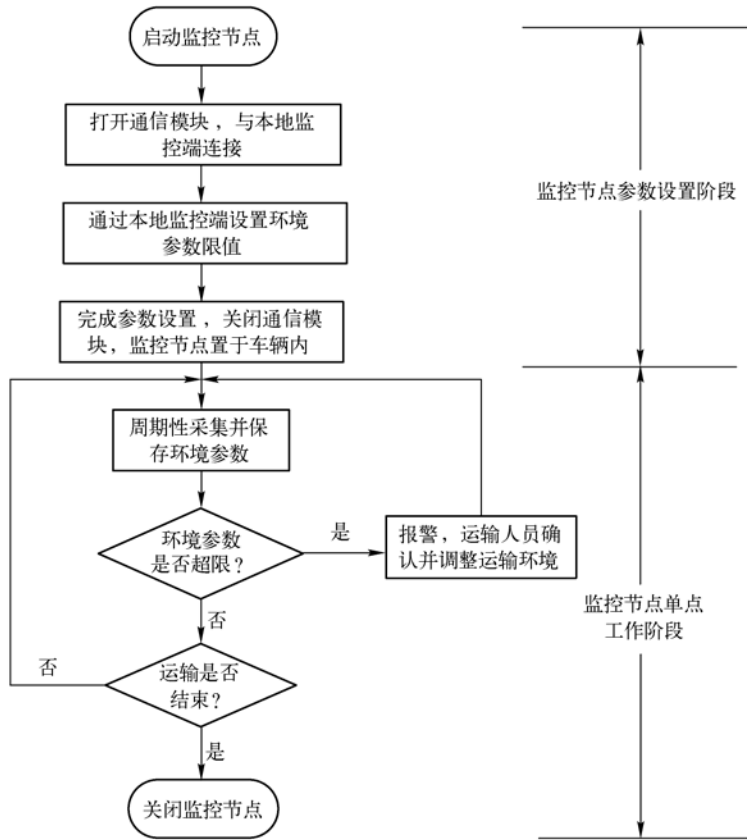 启动监控节点
打开通信模块，与本地监
控端连接
通过本地监控端设置环境
参数限值
完成参数设置，关闭通信模
块，监控节点置于车辆内
监控节点参数设置阶段
周期性采集并保
存环境参数
环境参数
是否超限？
是
报警，运输人员确
认并调整运输环境
否
运输是否
结束？
否
是
关闭监控节点
监控节点单点
工作阶段